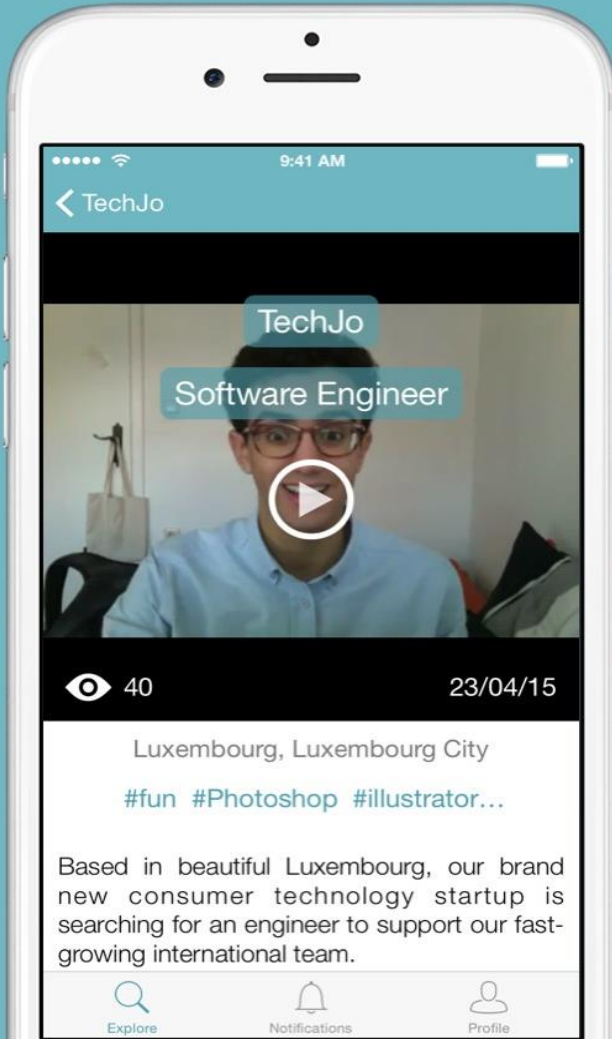 9:41 AM
TechJo
TechJo
Software Engineer
40
23/04/15
Luxembourg, Luxembourg City
#fun #Photoshop #illustrator...
Based in beautiful Luxembourg, our brand
new consumer technology startup is
searching for an engineer to support our fast-
growing international team.
Explore
Notifications
Profile